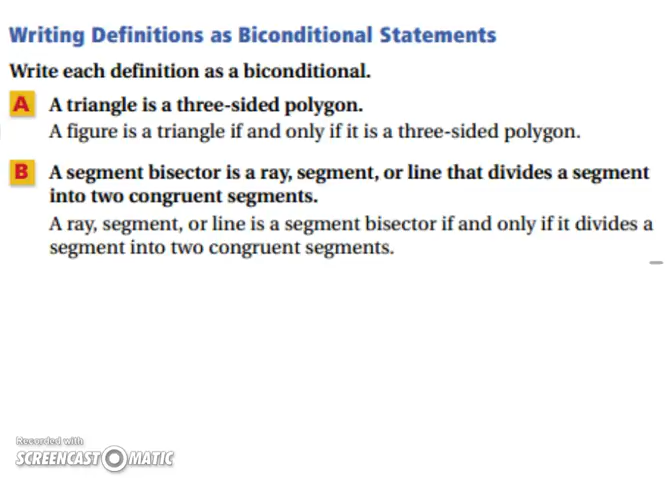 Writing Definitions as Biconditional Statements
Write each definition as a biconditional.
A A triangle is a three-sided polygon.
A figure is a triangle if and only if it is a three-sided polygon.
B A segment bisector is a ray, segment, or line that divides a segment
into two congruent segments.
A ray, segment, or line is a segment bisector if and only if it divides a
segment into two congruent segments.
Recorded with
SCREENCAST-O-MATIC